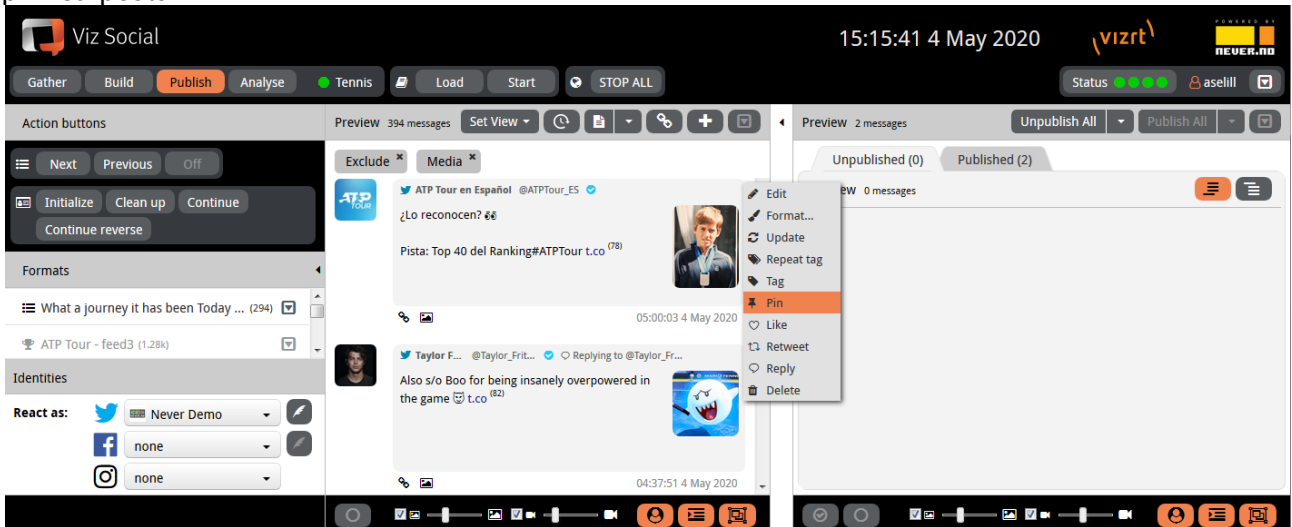 Viz Social
15:15:41 4 May 2020
vizrt
POWERED BY
never.no
Gather Build Publish Analyse Tennis Load Start STOP ALL Status aselill
Action buttons
Next Previous Off
Initialize Clean up Continue
Continue reverse
Formats
What a journey it has been Today ... (294)
ATP Tour - feed3 (1.28k)
Identities
React as: Never Demo
none
none
Preview 394 messages Set View
Exclude × Media ×
ATP Tour en Español @ATPTour_ES
¿Lo reconocen? 👀
Pista: Top 40 del Ranking#ATPTour t.co (78)
05:00:03 4 May 2020
Taylor F... @Taylor_Frit... Replying to @Taylor_Fr...
Also s/o Boo for being insanely overpowered in
the game 😈 t.co (82)
04:37:51 4 May 2020
Edit
Format...
Update
Repeat tag
Tag
Pin
Like
Retweet
Reply
Delete
Preview 2 messages Unpublish All Publish All
Unpublished (0) Published (2)
0 messages